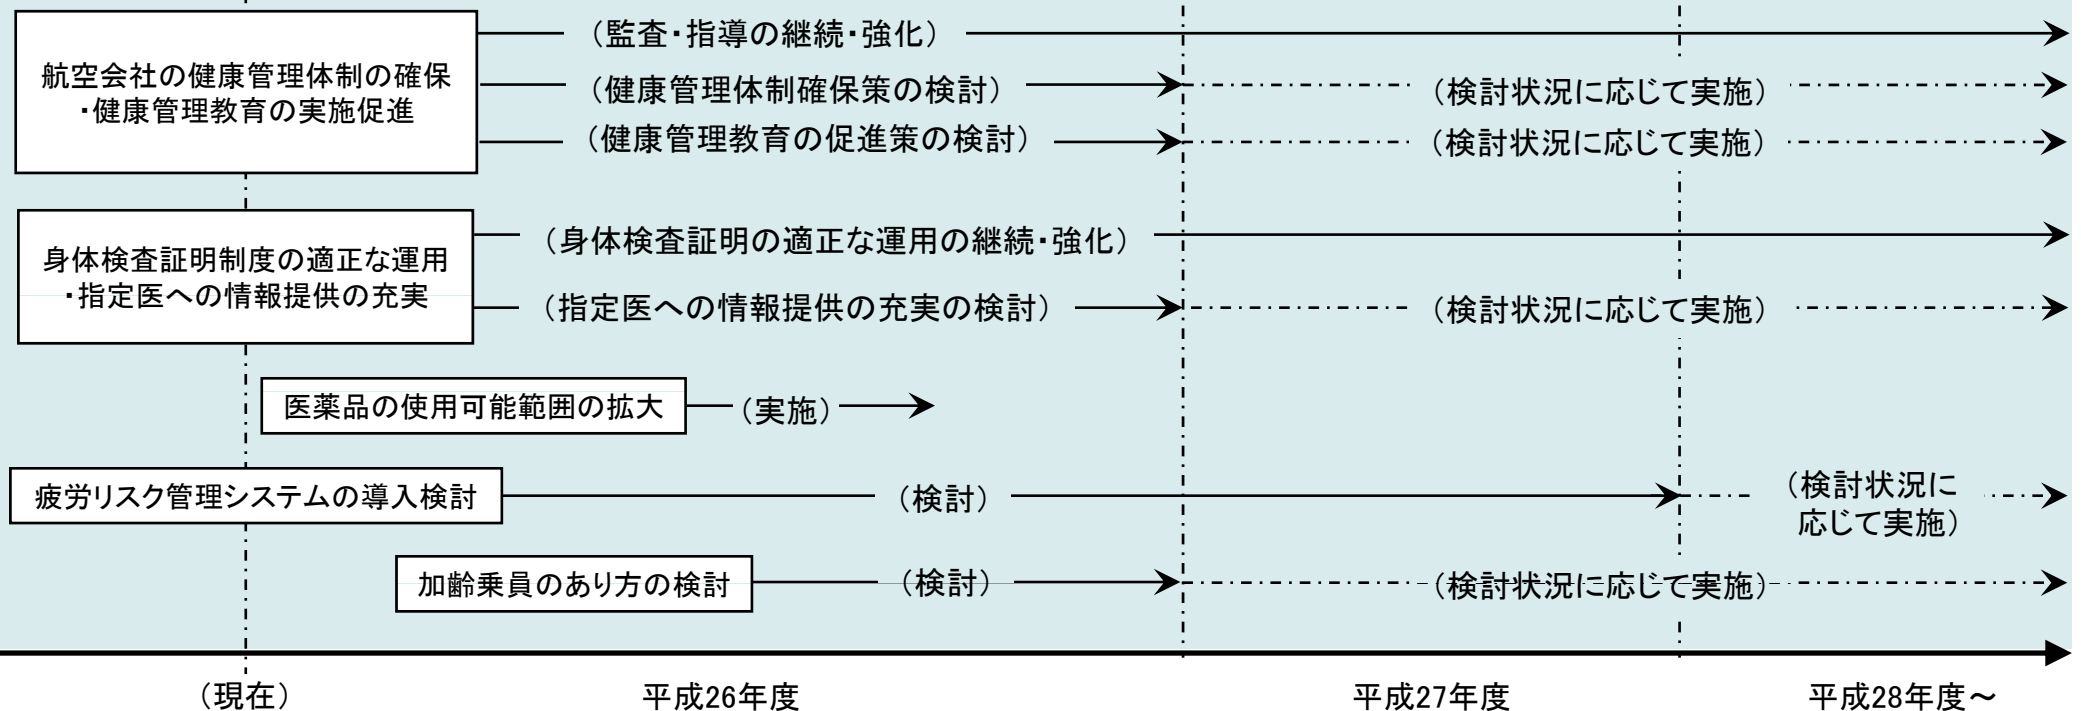 航空会社の健康管理体制の確保
・健康管理教育の実施促進
（監査・指導の継続・強化）
（健康管理体制確保策の検討）
（検討状況に応じて実施）
（健康管理教育の促進策の検討）
（検討状況に応じて実施）
身体検査証明制度の適正な運用
・指定医への情報提供の充実
（身体検査証明の適正な運用の継続・強化）
（指定医への情報提供の充実の検討）
（検討状況に応じて実施）
医薬品の使用可能範囲の拡大
（実施）
疲労リスク管理システムの導入検討
（検討）
（検討状況に
応じて実施）
加齢乗員のあり方の検討
（検討）
（検討状況に応じて実施）
（現在）
平成26年度
平成27年度
平成28年度～